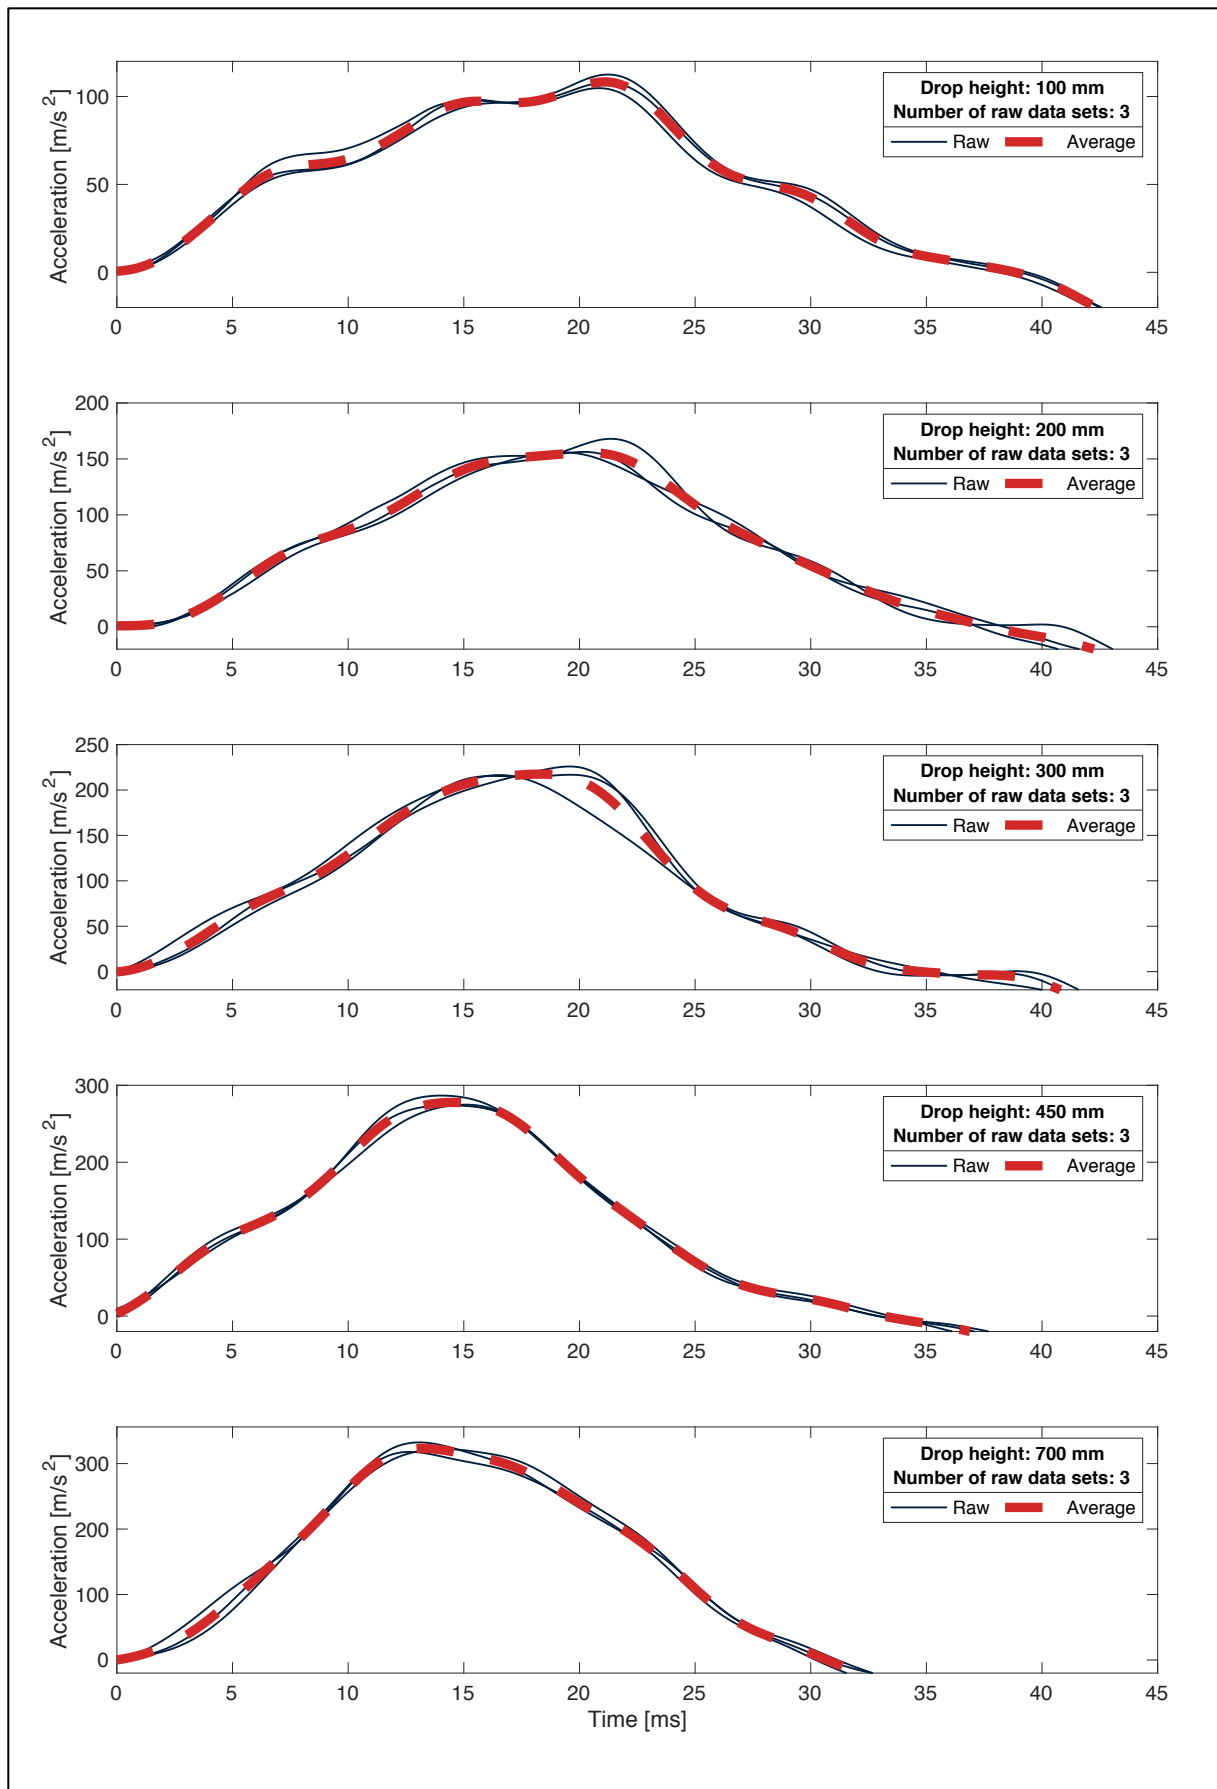 Acceleration [m/s²]
100
50
0
Drop height: 100 mm
Number of raw data sets: 3
Raw Average
0 5 10 15 20 25 30 35 40 45
Acceleration [m/s²]
200
150
100
50
0
Drop height: 200 mm
Number of raw data sets: 3
Raw Average
0 5 10 15 20 25 30 35 40 45
Acceleration [m/s²]
250
200
150
100
50
0
Drop height: 300 mm
Number of raw data sets: 3
Raw Average
0 5 10 15 20 25 30 35 40 45
Acceleration [m/s²]
300
200
100
0
Drop height: 450 mm
Number of raw data sets: 3
Raw Average
0 5 10 15 20 25 30 35 40 45
Acceleration [m/s²]
300
200
100
0
Drop height: 700 mm
Number of raw data sets: 3
Raw Average
0 5 10 15 20 25 30 35 40 45
Time [ms]